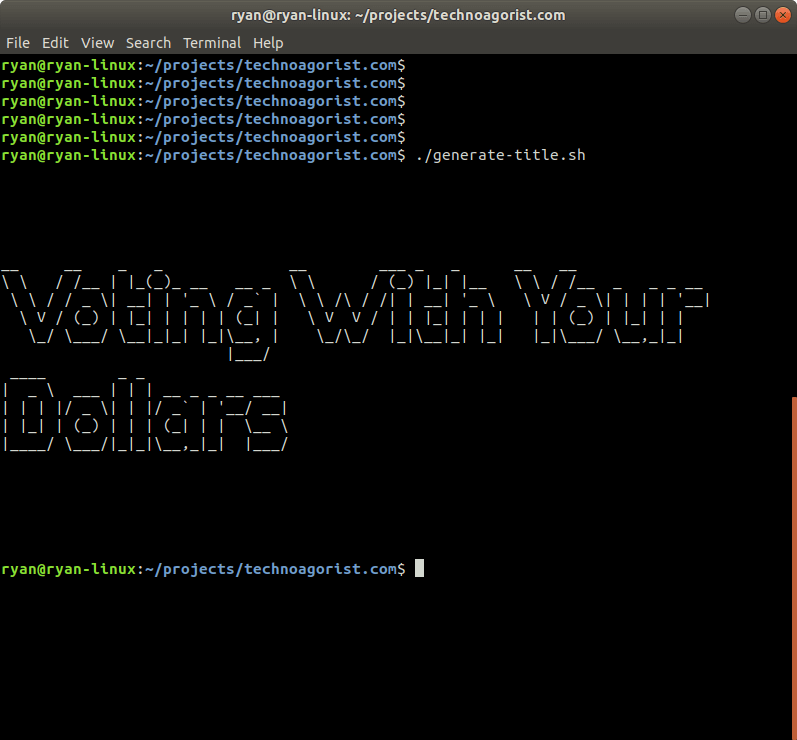 ryan@ryan-linux: ~/projects/technoagorist.com
File Edit View Search Terminal Help
ryan@ryan-linux:~/projects/technoagorist.com$
ryan@ryan-linux:~/projects/technoagorist.com$
ryan@ryan-linux:~/projects/technoagorist.com$
ryan@ryan-linux:~/projects/technoagorist.com$
ryan@ryan-linux:~/projects/technoagorist.com$
ryan@ryan-linux:~/projects/technoagorist.com$ ./generate-title.sh
Voting With Your
Dollars
ryan@ryan-linux:~/projects/technoagorist.com$